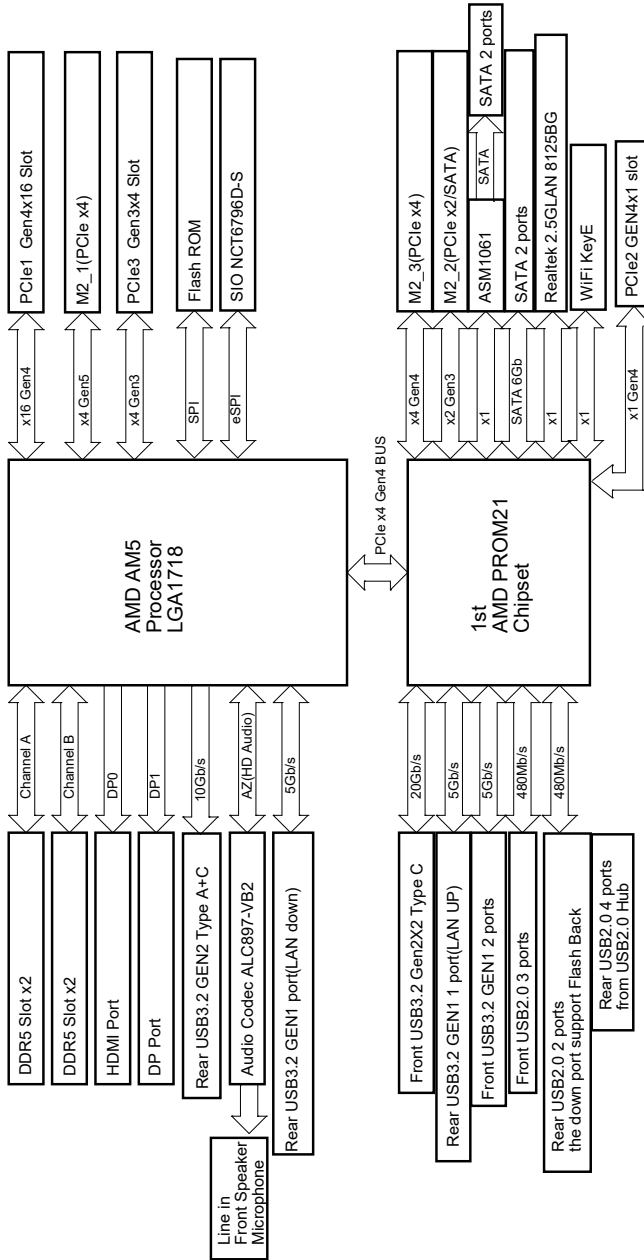 DDR5 Slot x2
Channel A
DDR5 Slot x2
Channel B
HDMI Port
DP0
DP Port
DP1
Rear USB3.2 GEN2 Type A+C
10Gb/s
Line in
Front Speaker
Microphone
Audio Codec ALC897-VB2
AZ(HD Audio)
Rear USB3.2 GEN1 port(LAN down)
5Gb/s
AMD AM5
Processor
LGA1718
x16 Gen4
PCIe1  Gen4x16 Slot
x4 Gen5
M2_1(PCIe x4)
x4 Gen3
PCIe3  Gen3x4 Slot
SPI
Flash ROM
eSPI
SIO NCT6796D-S
PCIe x4 Gen4 BUS
Front USB3.2 Gen2X2 Type C
20Gb/s
Rear USB3.2 GEN1 1 port(LAN UP)
5Gb/s
Front USB3.2 GEN1 2 ports
5Gb/s
Front USB2.0 3 ports
480Mb/s
Rear USB2.0 2 ports
the down port support Flash Back
480Mb/s
Rear USB2.0 4 ports
from USB2.0 Hub
1st
AMD PROM21
Chipset
x4 Gen4
M2_3(PCIe x4)
x2 Gen3
M2_2(PCIe x2/SATA)
x1
ASM1061
SATA
SATA 2 ports
SATA 6Gb
SATA 2 ports
x1
Realtek 2.5GLAN 8125BG
x1
WiFi KeyE
x1 Gen4
PCIe2 GEN4x1 slot